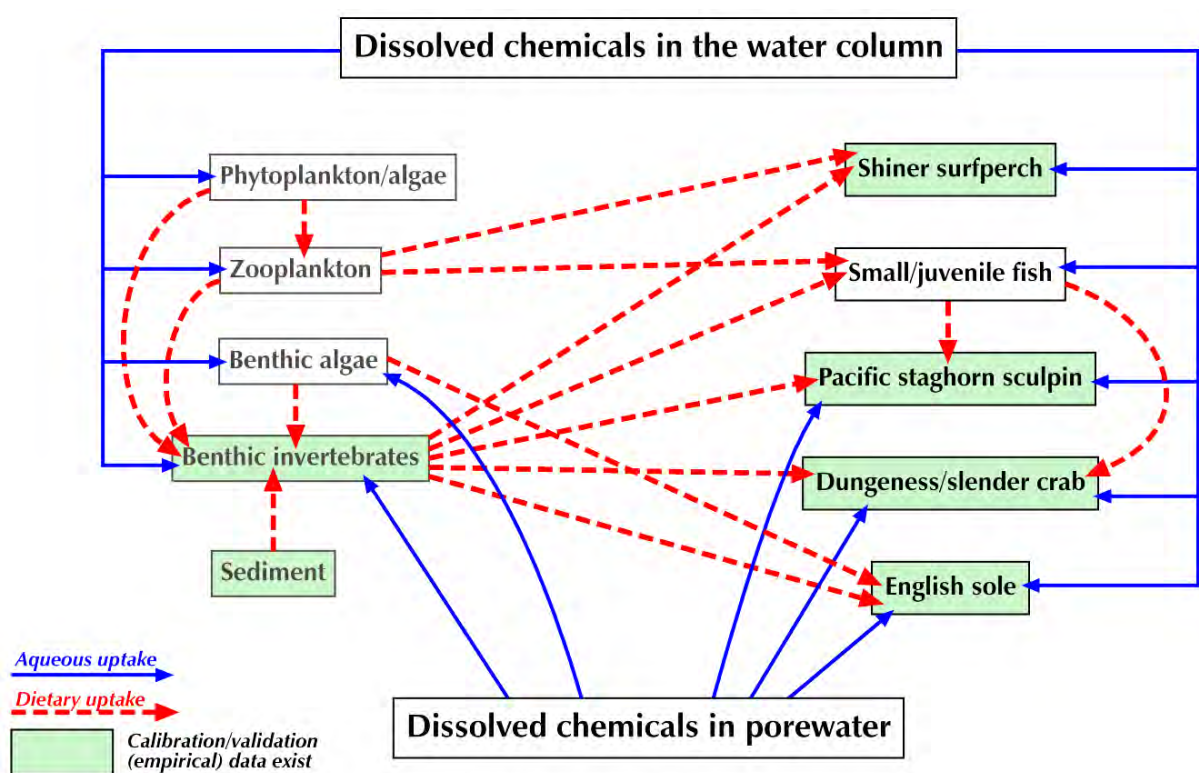 Dissolved chemicals in the water column
Phytoplankton/algae
Shiner surfperch
Zooplankton
Small/juvenile fish
Benthic algae
Pacific staghorn sculpin
Benthic invertebrates
Dungeness/slender crab
Sediment
English sole
Aqueous uptake
Dietary uptake
Calibration/validation
(empirical) data exist
Dissolved chemicals in porewater